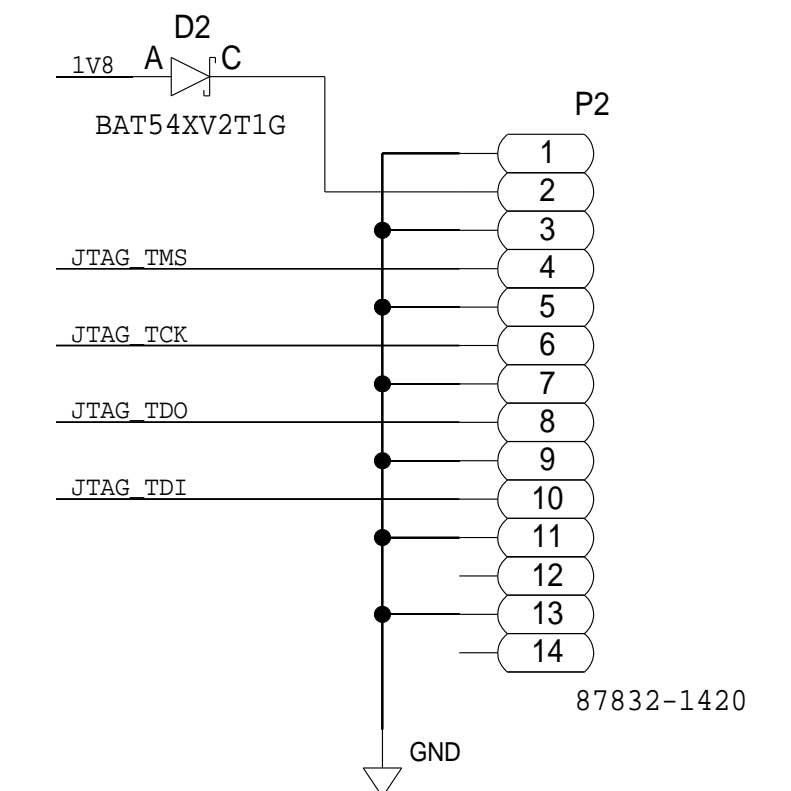 D2
1V8 A C
BAT54XV2T1G
P2
1
2
3
JTAG_TMS 4
5
JTAG_TCK 6
7
JTAG_TDO 8
9
JTAG_TDI 10
11
12
13
14
87832-1420
GND